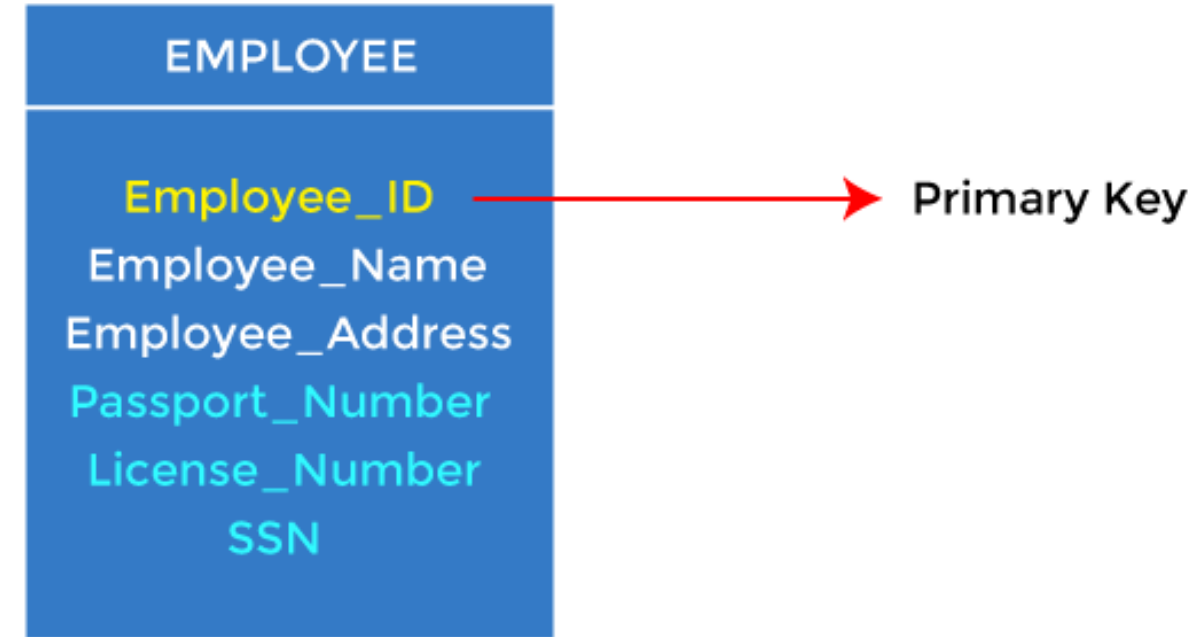 EMPLOYEE
Employee_ID
Primary Key
Employee_Name
Employee_Address
Passport_Number
License_Number
SSN